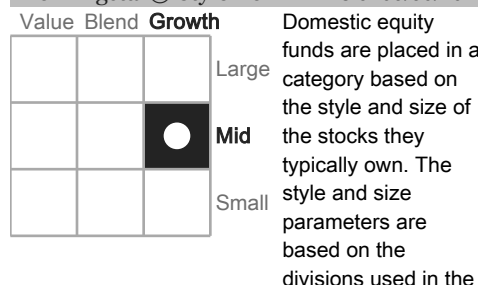 Value Blend Growth
Large
Mid
Small
Domestic equity
funds are placed in a
category based on
the style and size of
the stocks they
typically own. The
style and size
parameters are
based on the
divisions used in the